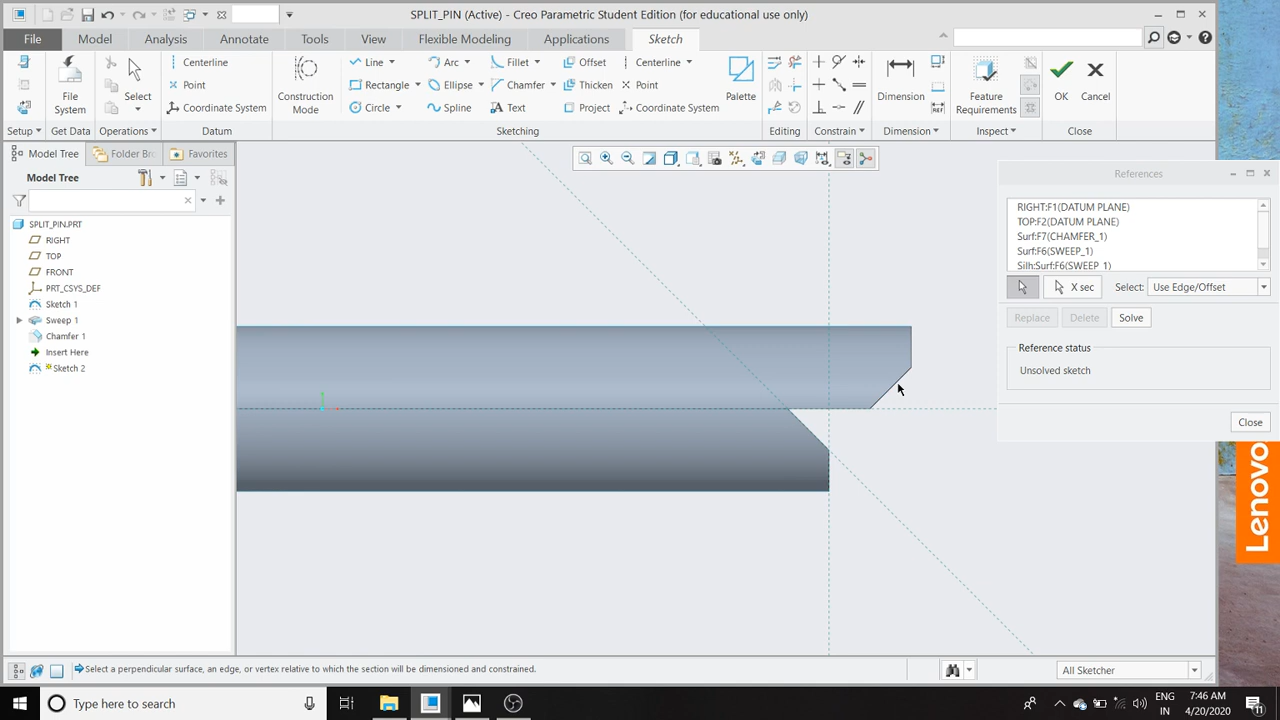 SPLIT_PIN (Active) - Creo Parametric Student Edition (for educational use only)
File Model Analysis Annotate Tools View Flexible Modeling Applications Sketch
File System
Select
Centerline
Point
Coordinate System
Construction Mode
Line Arc Fillet Offset Centerline
Rectangle Ellipse Chamfer Thicken Point
Circle Spline Text Project Coordinate System
Palette
Dimension
Feature Requirements
OK Cancel
Setup Get Data Operations Datum Sketching Editing Constrain Dimension Inspect Close
Model Tree Folder Br Favorites
Model Tree
SPLIT_PIN.PRT
RIGHT
TOP
FRONT
PRT_CSYS_DEF
Sketch 1
Sweep 1
Chamfer 1
Insert Here
Sketch 2
References
RIGHT:F1(DATUM PLANE)
TOP:F2(DATUM PLANE)
Surf:F7(CHAMFER_1)
Surf:F6(SWEEP_1)
Silh:Surf:F6(SWEEP_1)
X sec Select: Use Edge/Offset
Replace Delete Solve
Reference status
Unsolved sketch
Close
Lenovo
Select a perpendicular surface, an edge, or vertex relative to which the section will be dimensioned and constrained.
All Sketcher
Type here to search
ENG
IN
7:46 AM
4/20/2020
11